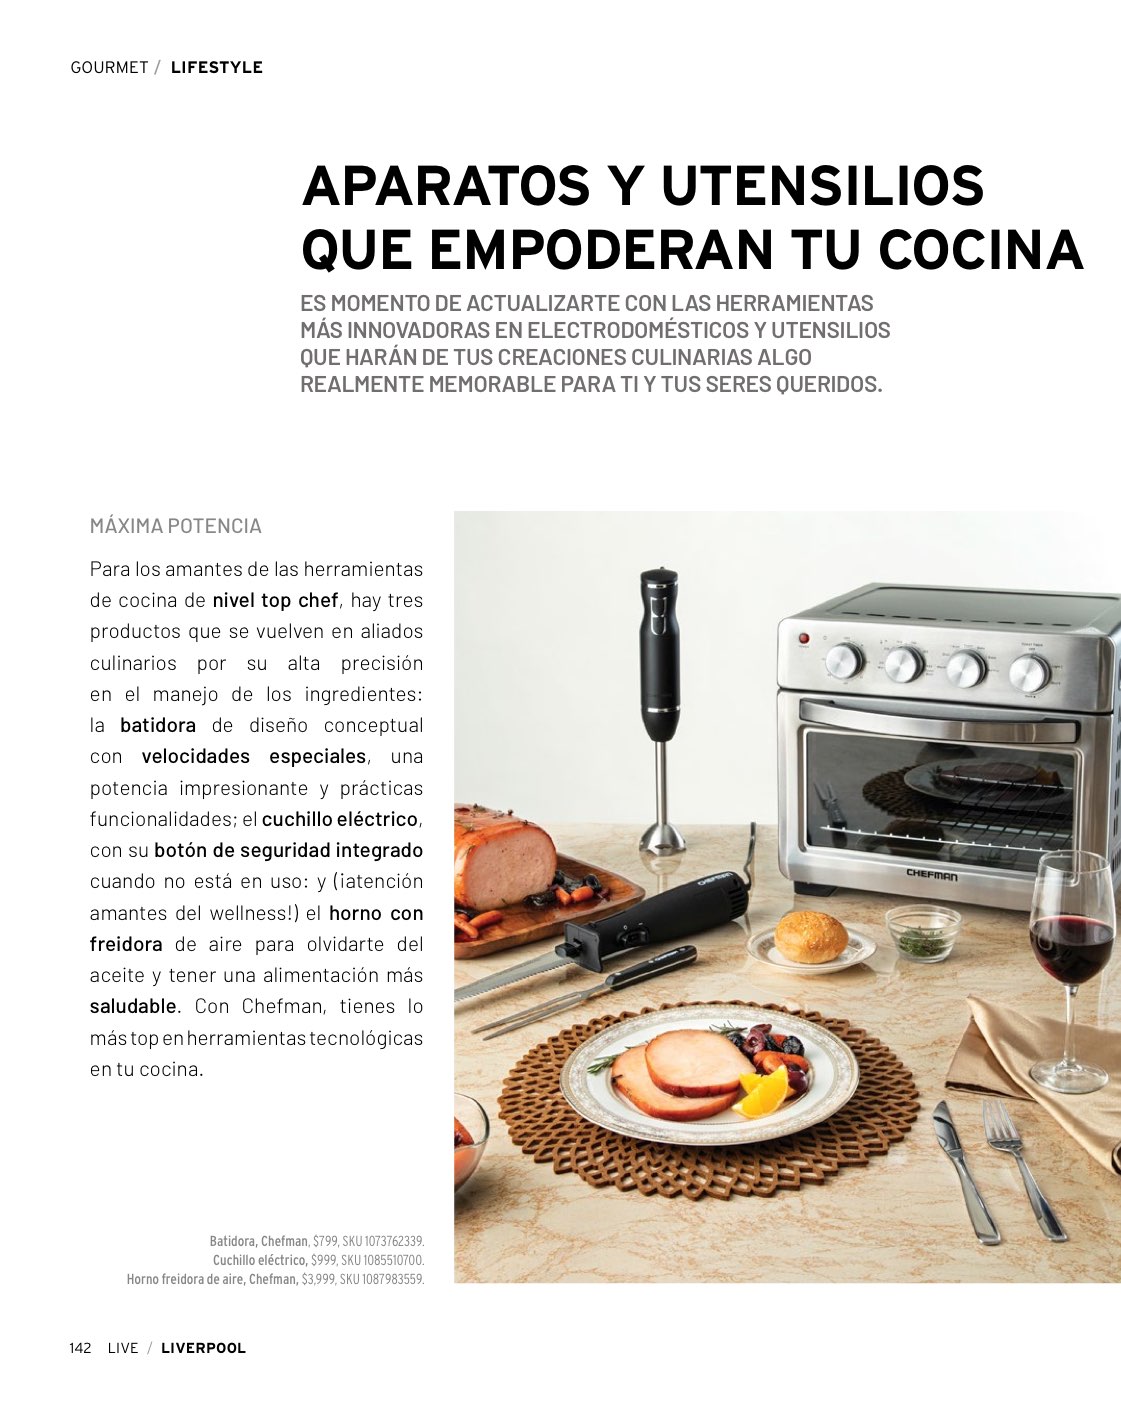 GOURMET / LIFESTYLE
APARATOS Y UTENSILIOS
QUE EMPODERAN TU COCINA
ES MOMENTO DE ACTUALIZARTE CON LAS HERRAMIENTAS
MÁS INNOVADORAS EN ELECTRODOMÉSTICOS Y UTENSILIOS
QUE HARÁN DE TUS CREACIONES CULINARIAS ALGO
REALMENTE MEMORABLE PARA TI Y TUS SERES QUERIDOS.
MÁXIMA POTENCIA
Para los amantes de las herramientas
de cocina de nivel top chef, hay tres
productos que se vuelven en aliados
culinarios por su alta precisión
en el manejo de los ingredientes:
la batidora de diseño conceptual
con velocidades especiales, una
potencia impresionante y prácticas
funcionalidades; el cuchillo eléctrico,
con su botón de seguridad integrado
cuando no está en uso: y (¡atención
amantes del wellness!) el horno con
freidora de aire para olvidarte del
aceite y tener una alimentación más
saludable. Con Chefman, tienes lo
más top en herramientas tecnológicas
en tu cocina.
CHEFMAN
CHEFMAN
Batidora, Chefman, $799, SKU 1073762339.
Cuchillo eléctrico, $999, SKU 1085510700.
Horno freidora de aire, Chefman, $3,999, SKU 1087983559.
142 LIVE / LIVERPOOL